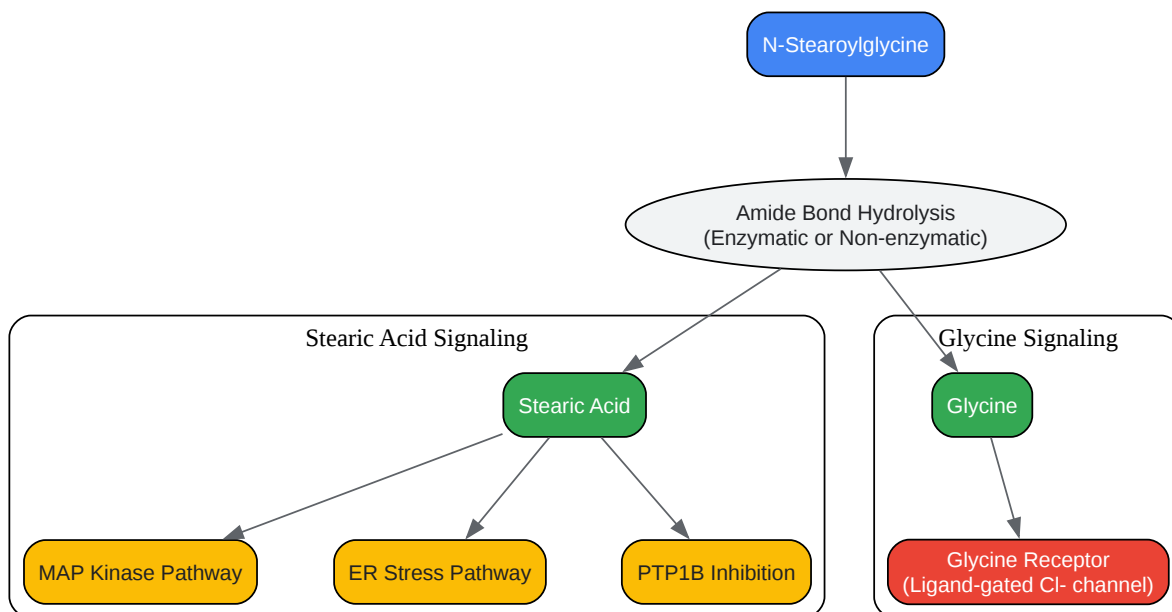 N-Stearoylglycine
Amide Bond Hydrolysis
(Enzymatic or Non-enzymatic)
Stearic Acid Signaling
Glycine Signaling
Stearic Acid
Glycine
MAP Kinase Pathway
ER Stress Pathway
PTP1B Inhibition
Glycine Receptor
(Ligand-gated Cl- channel)